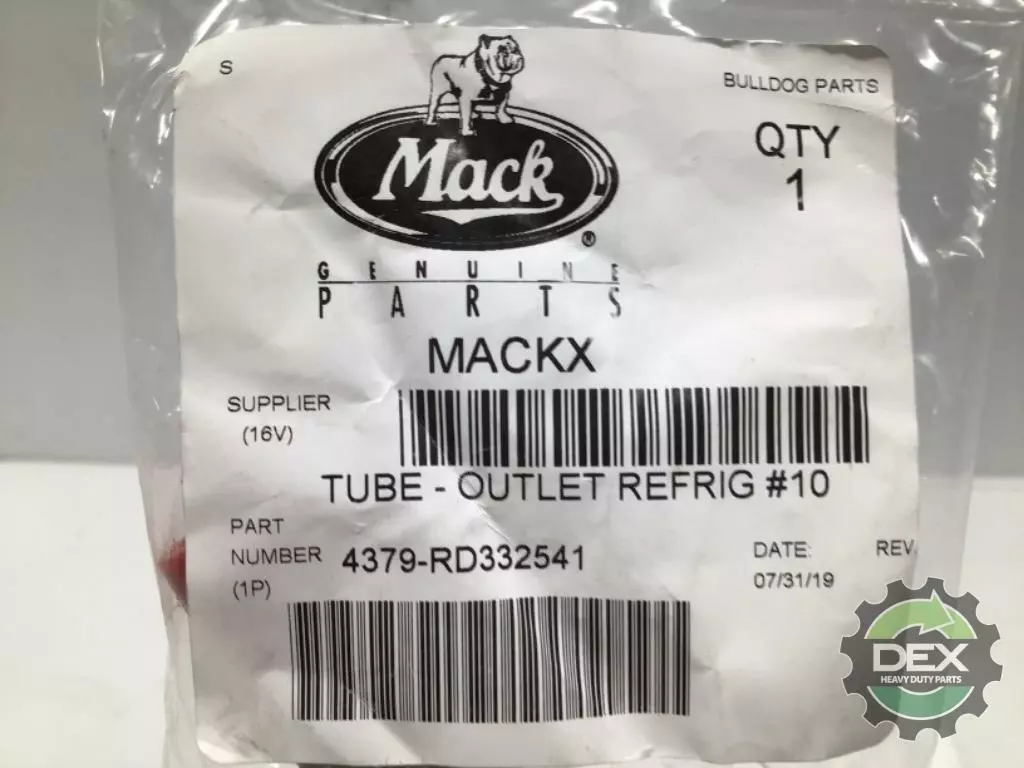 S
BULLDOG PARTS
Mack
®
QTY
1
GENUINE
PARTS
MACKX
SUPPLIER
(16V)
TUBE - OUTLET REFRIG #10
PART
NUMBER 4379-RD332541
(1P)
DATE: REV.
07/31/19
DEX
HEAVY DUTY PARTS